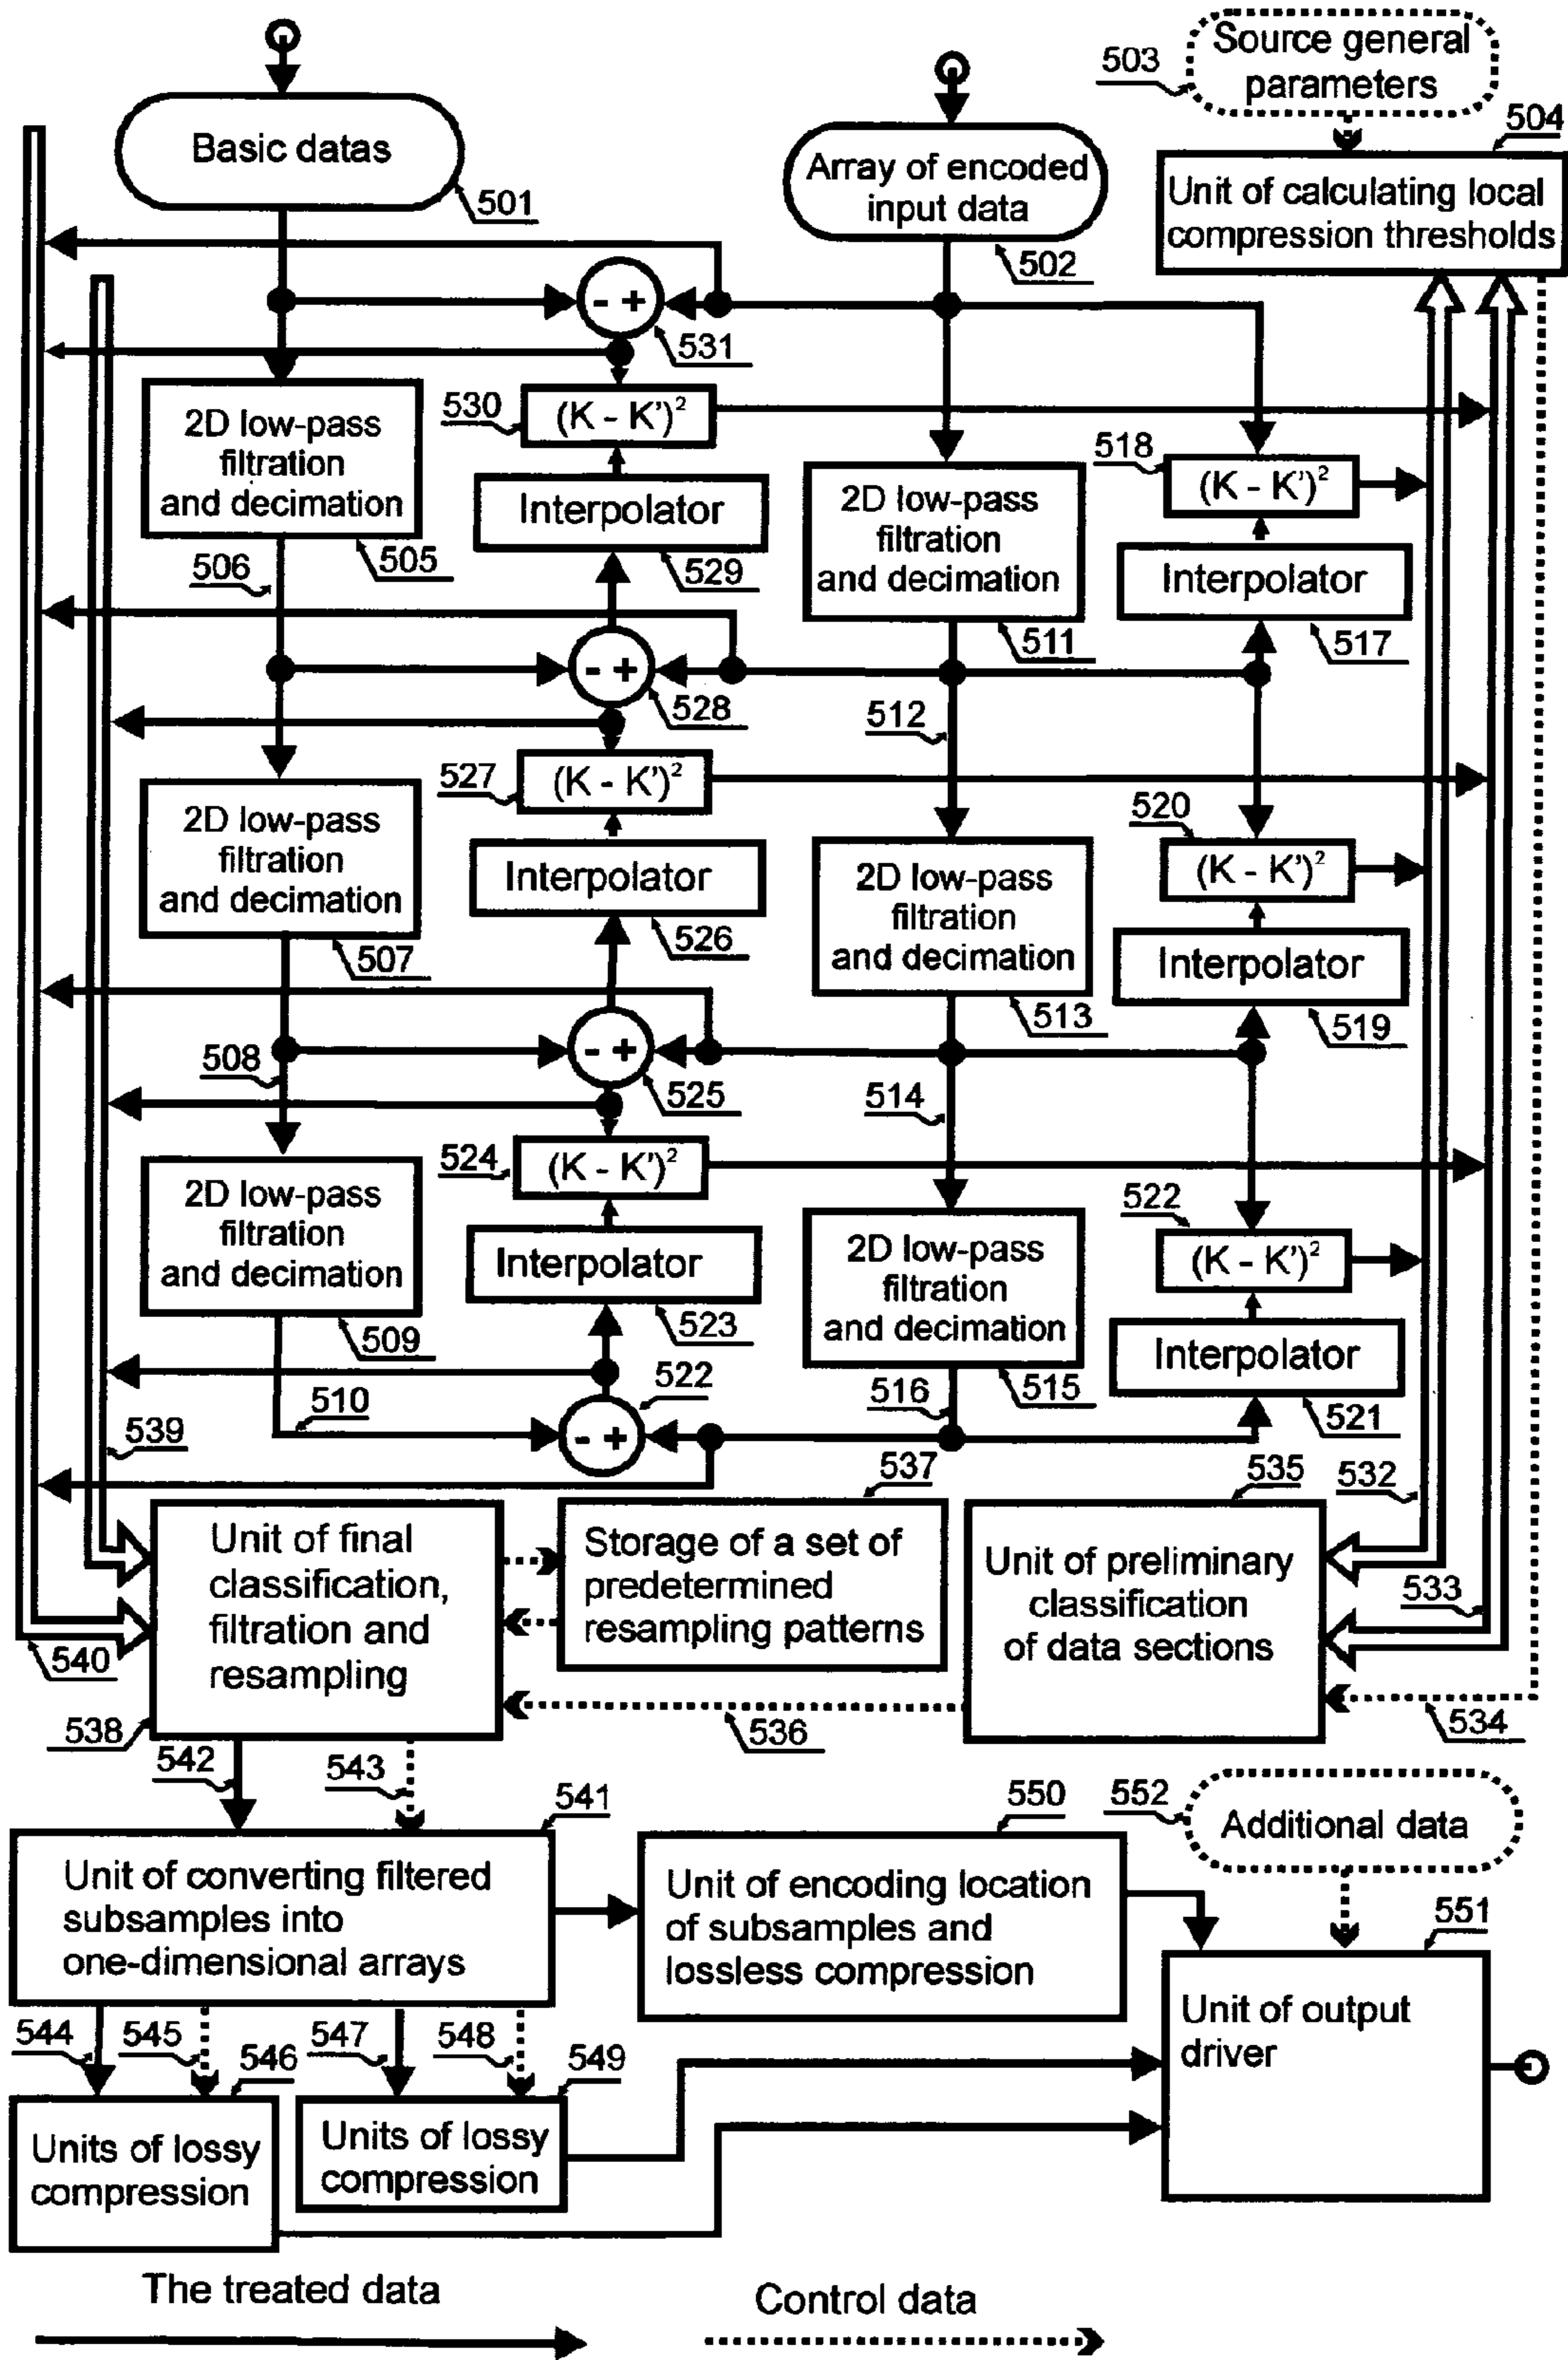 Source general
parameters
503
504
Basic datas
501
Array of encoded
input data
502
Unit of calculating local
compression thresholds
- +
531
530
(K - K')²
518
(K - K')²
2D low-pass
filtration
and decimation
505
506
Interpolator
529
2D low-pass
filtration
and decimation
511
Interpolator
517
- +
528
512
527
(K - K')²
520
(K - K')²
2D low-pass
filtration
and decimation
507
Interpolator
526
2D low-pass
filtration
and decimation
513
Interpolator
519
508
- +
525
514
524
(K - K')²
522
(K - K')²
2D low-pass
filtration
and decimation
509
Interpolator
523
2D low-pass
filtration
and decimation
515
Interpolator
521
510
- +
522
516
539
537
535
532
Unit of final
classification,
filtration and
resampling
538
Storage of a set of
predetermined
resampling patterns
Unit of preliminary
classification
of data sections
533
540
536
534
542
543
541
550
552
Additional data
Unit of converting filtered
subsamples into
one-dimensional arrays
Unit of encoding location
of subsamples and
lossless compression
551
Unit of output
driver
544
545
546
547
548
549
Units of lossy
compression
Units of lossy
compression
The treated data
Control data